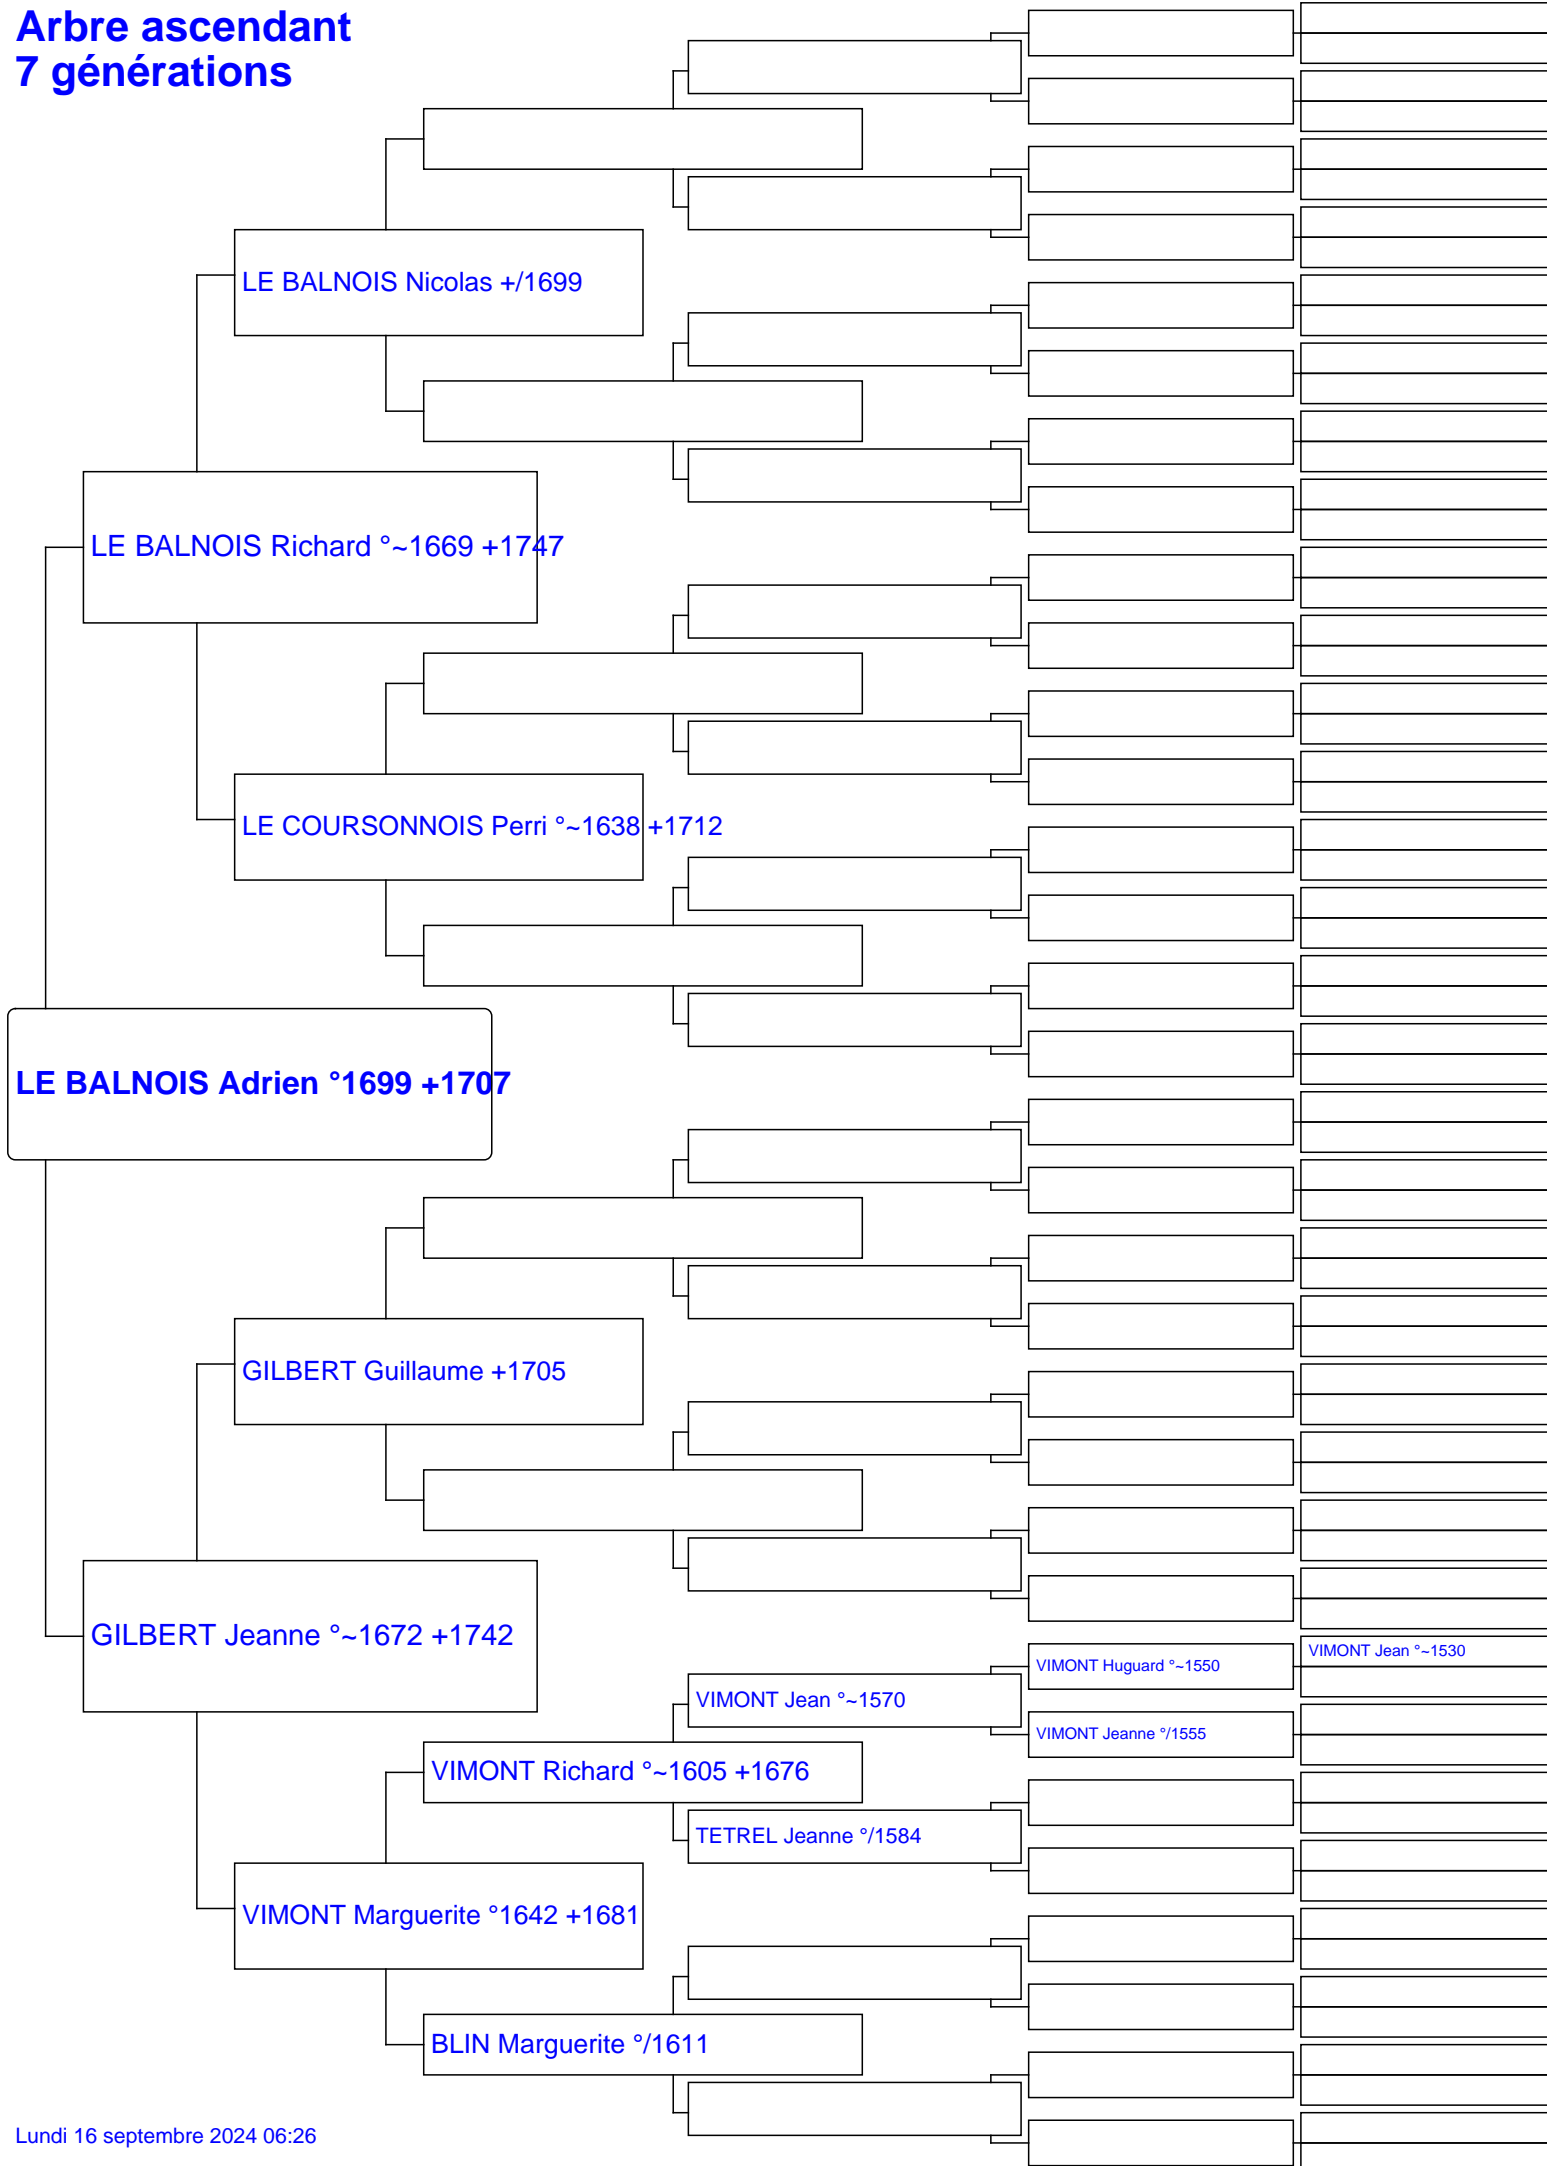 Arbre ascendant
7 générations
LE BALNOIS Nicolas +/1699
LE BALNOIS Richard °~1669 +1747
LE COURSONNOIS Perri °~1638 +1712
LE BALNOIS Adrien °1699 +1707
GILBERT Guillaume +1705
GILBERT Jeanne °~1672 +1742
VIMONT Jean °~1530
VIMONT Huguard °~1550
VIMONT Jean °~1570
VIMONT Jeanne °/1555
VIMONT Richard °~1605 +1676
TETREL Jeanne °/1584
VIMONT Marguerite °1642 +1681
BLIN Marguerite °/1611
Lundi 16 septembre 2024 06:26